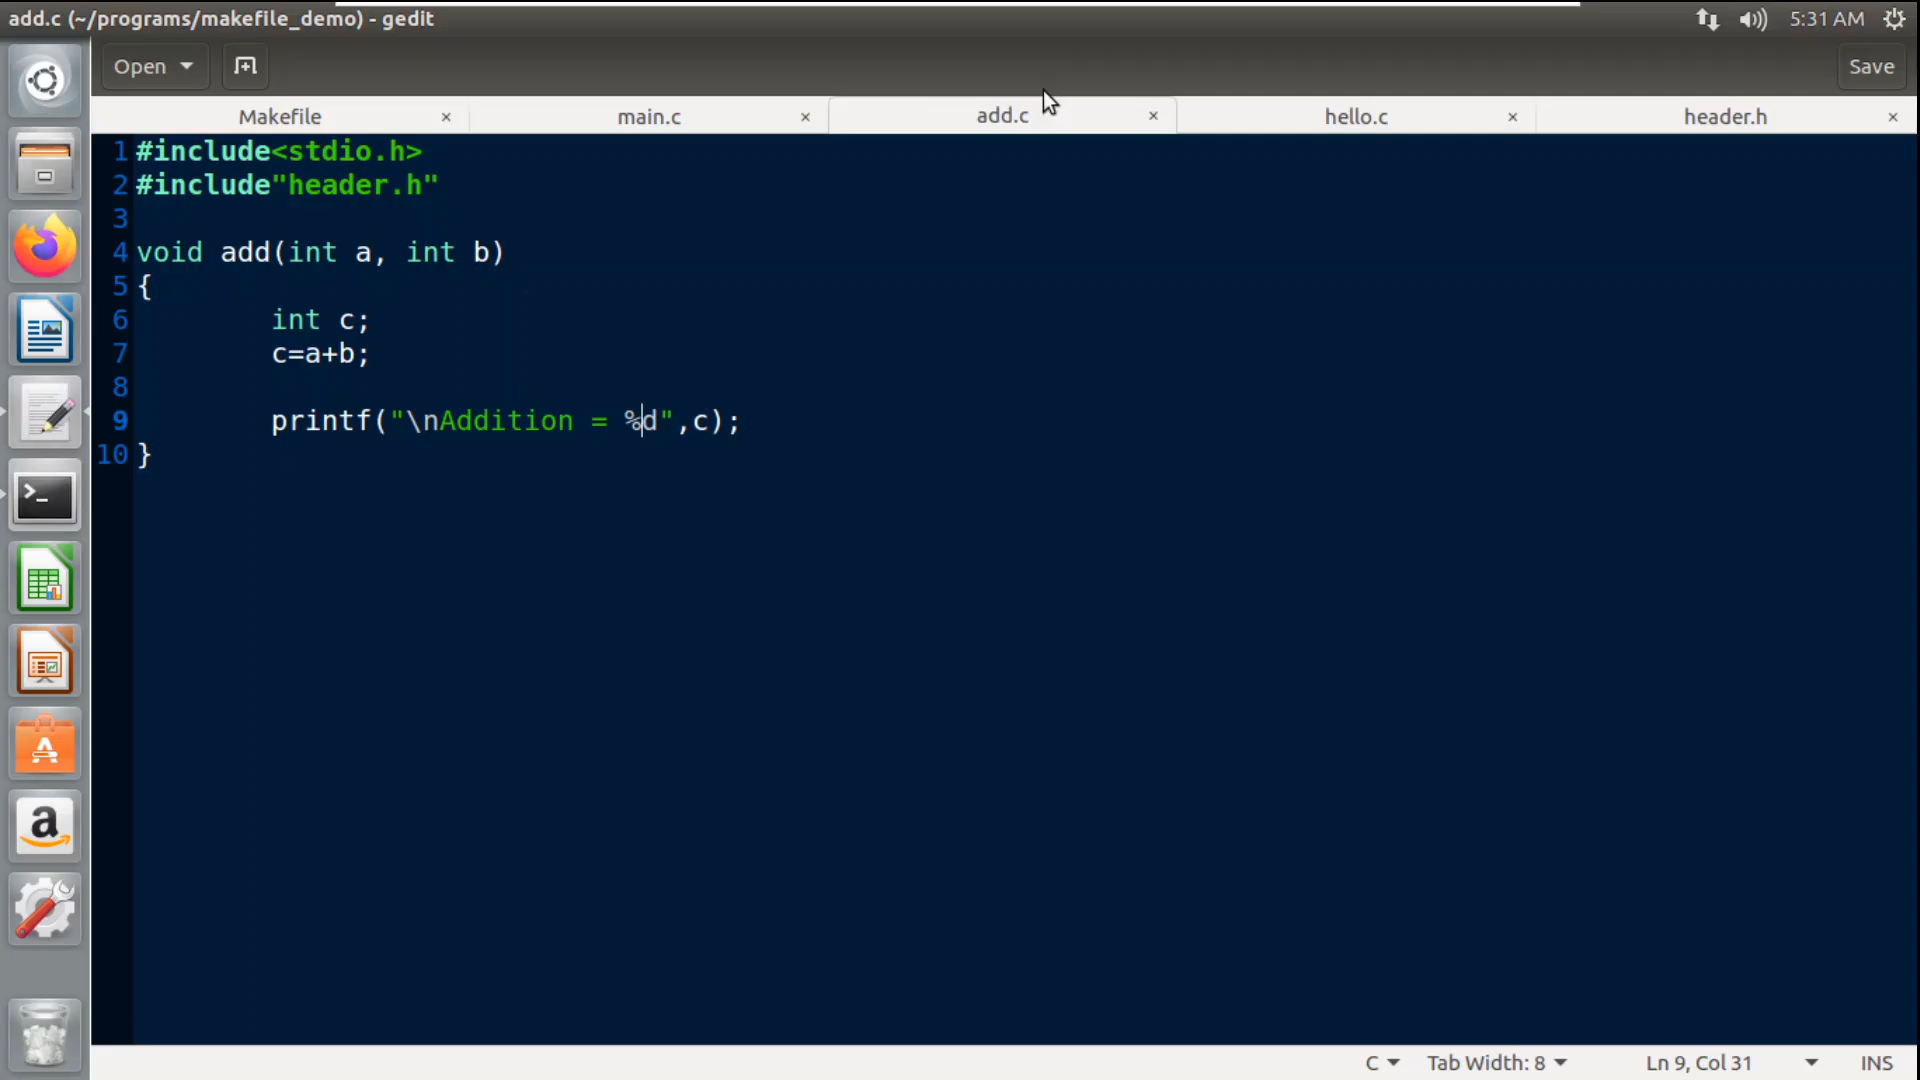 add.c (~/programs/makefile_demo) - gedit
5:31 AM
Open
Save
Makefile × main.c × add.c × hello.c × header.h ×
1 #include<stdio.h>
2 #include"header.h"
3
4 void add(int a, int b)
5 {
6 int c;
7 c=a+b;
8
9 printf("\nAddition = %d",c);
10 }
C Tab Width: 8 Ln 9, Col 31 INS